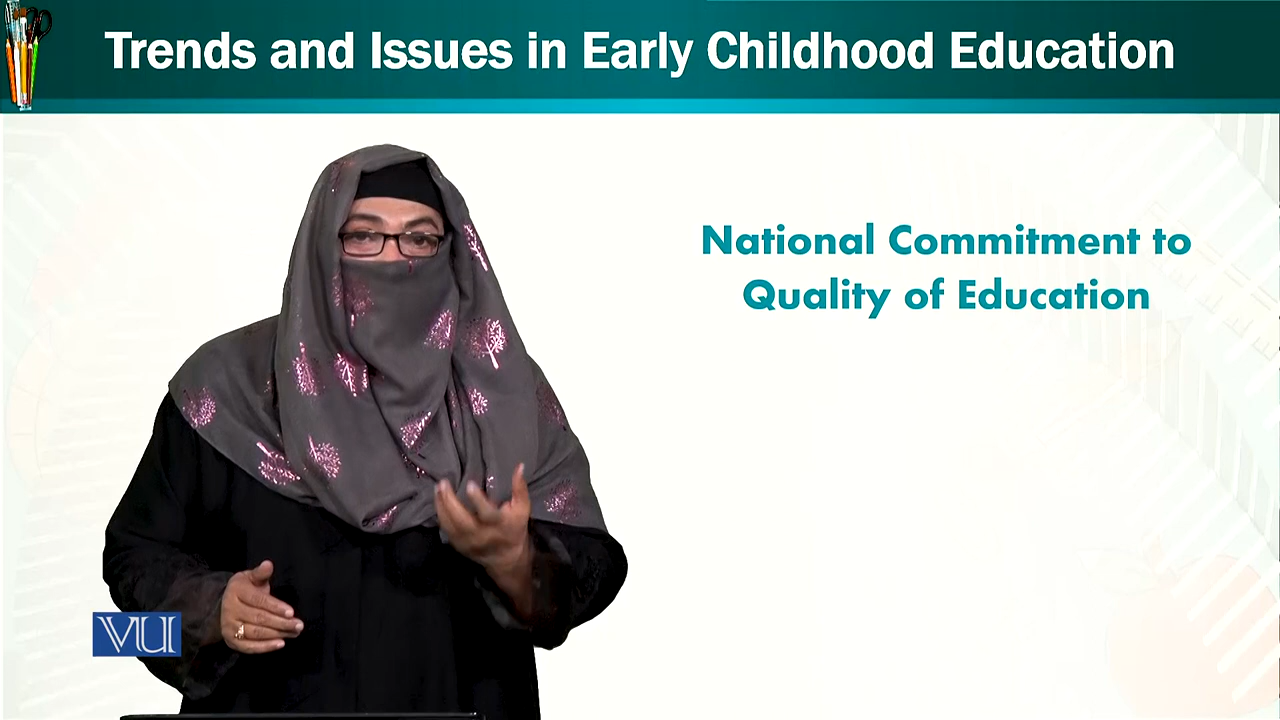 Trends and Issues in Early Childhood Education
National Commitment to
Quality of Education
VU